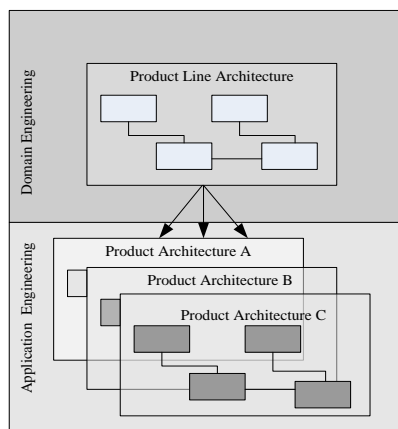 Domain Engineering
Product Line Architecture
Application Engineering
Product Architecture A
Product Architecture B
Product Architecture C